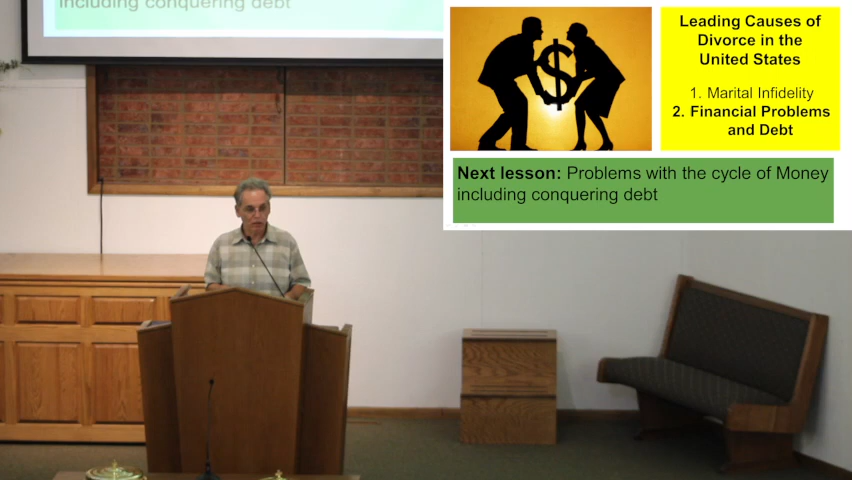 including conquering debt
Leading Causes of
Divorce in the
United States
1. Marital Infidelity
2. Financial Problems
and Debt
Next lesson: Problems with the cycle of Money
including conquering debt